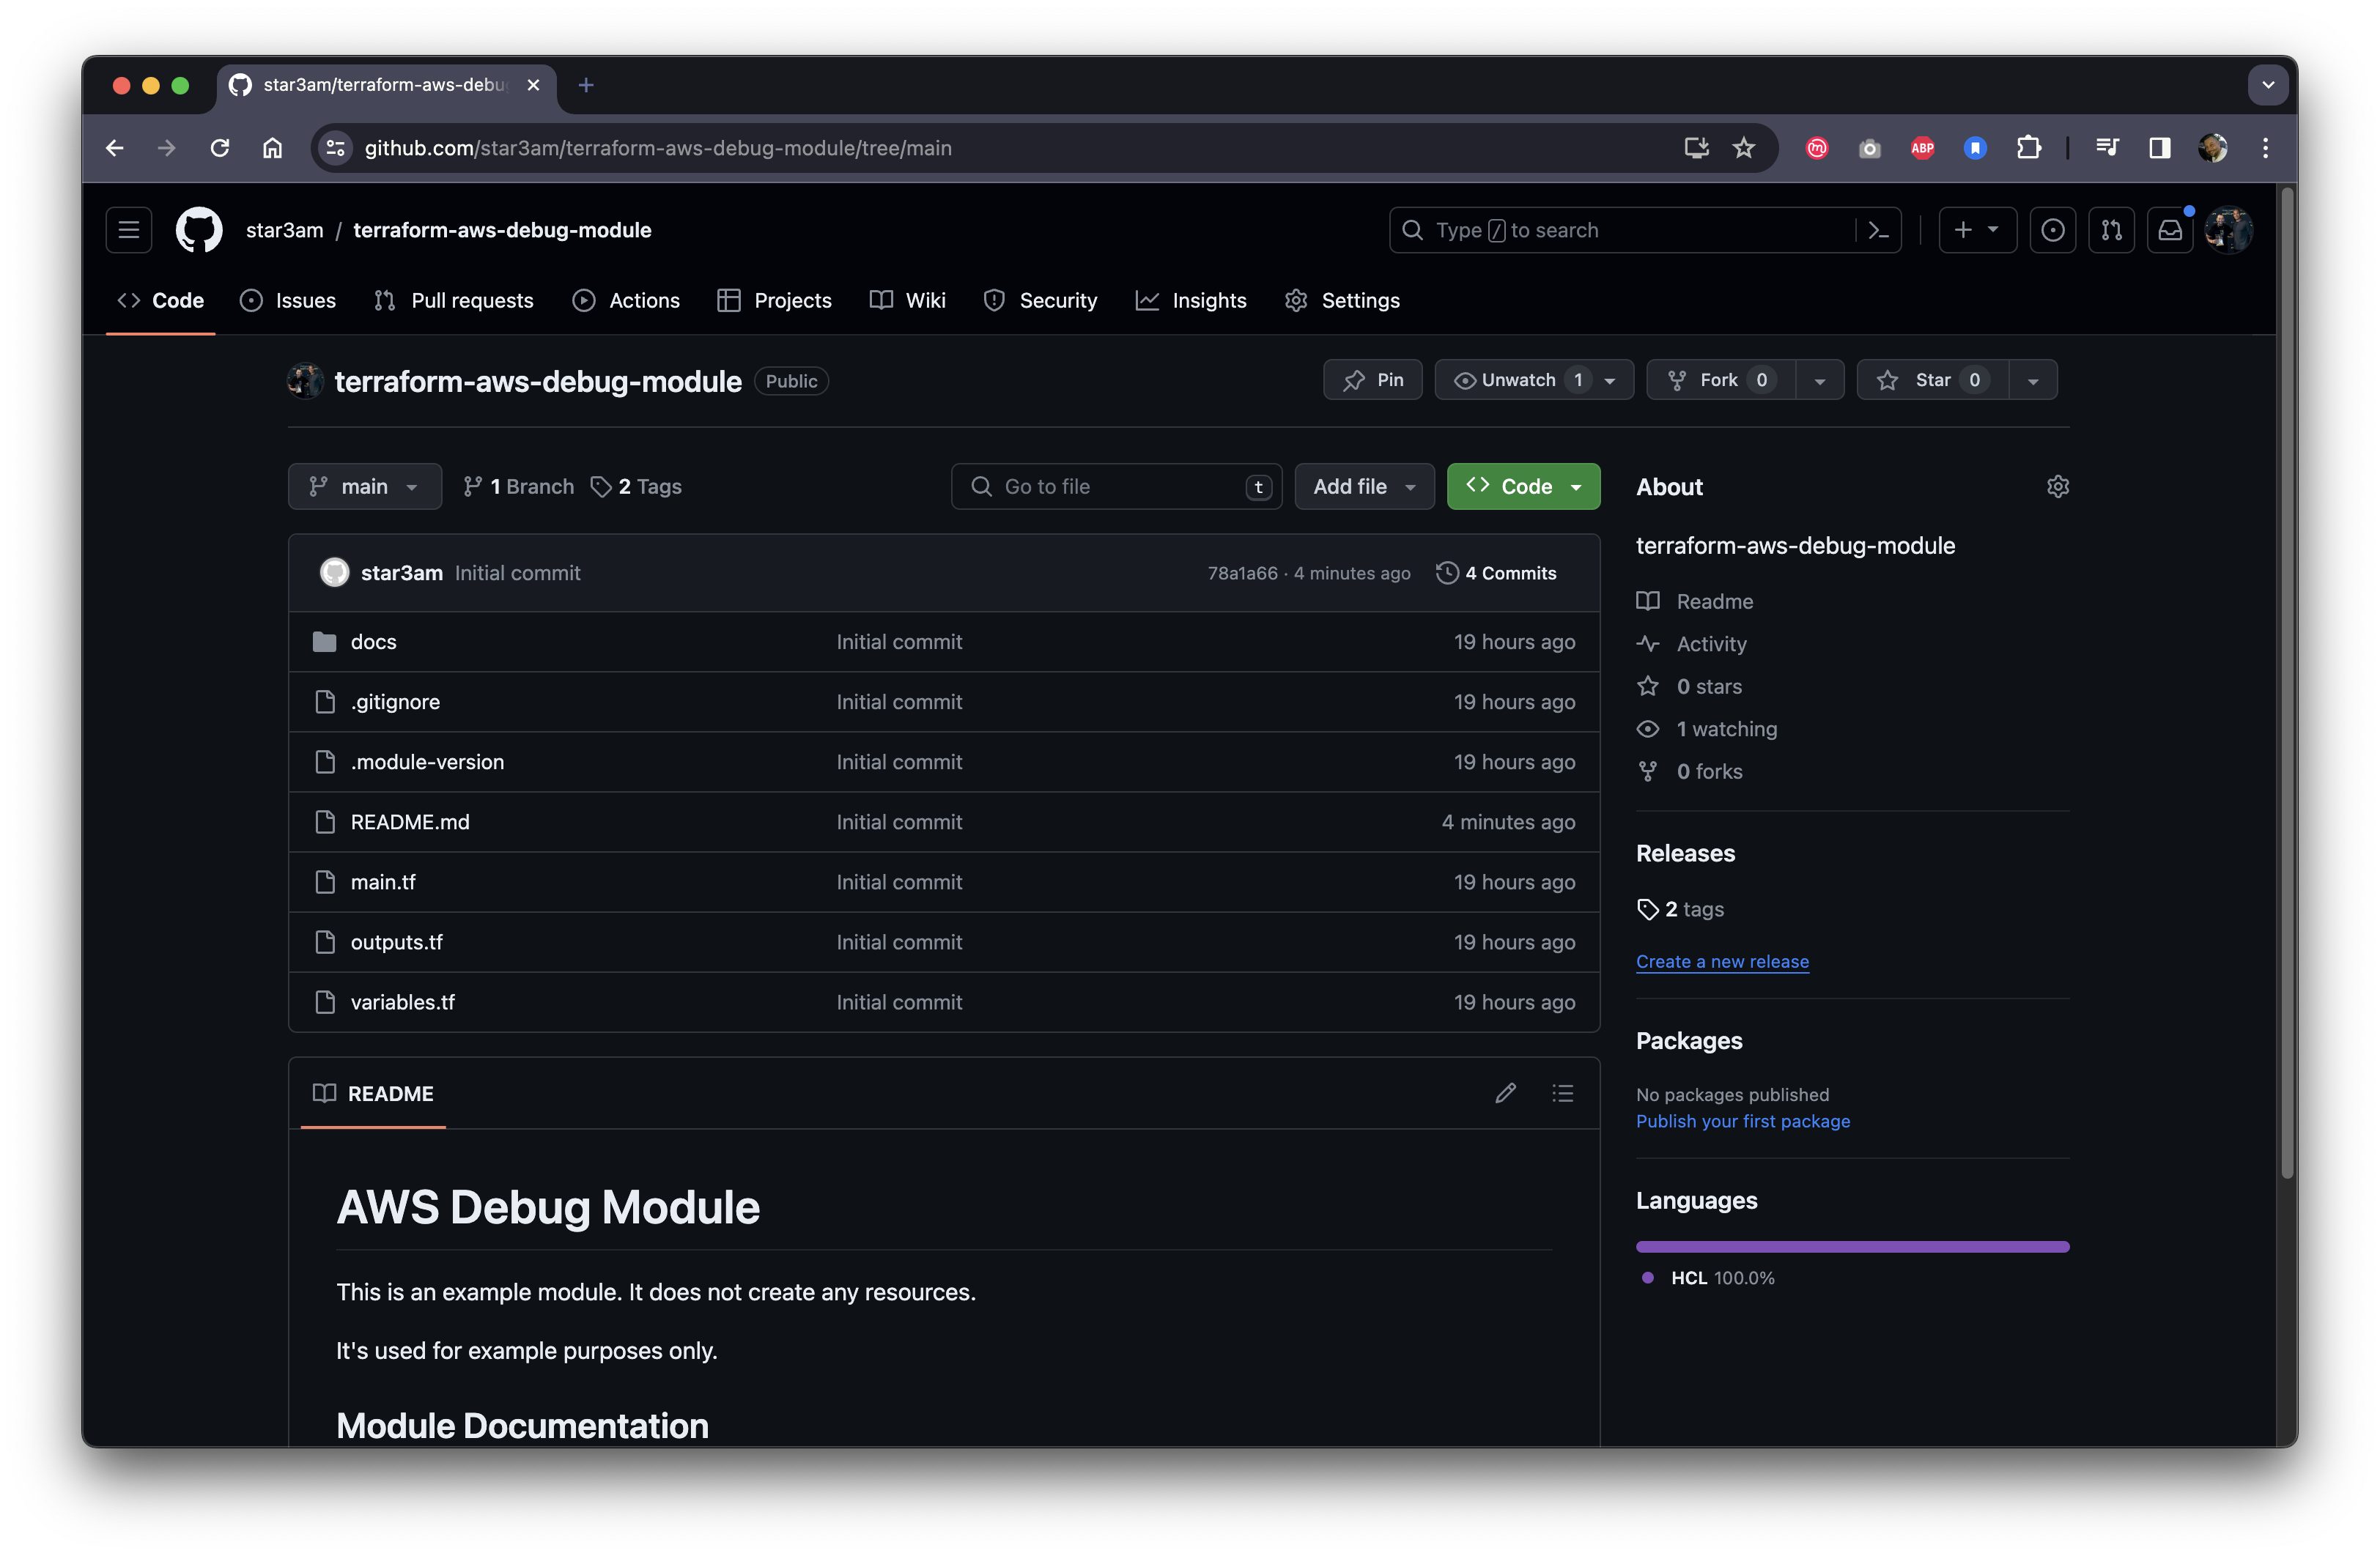 star3am/terraform-aws-debu
github.com/star3am/terraform-aws-debug-module/tree/main
ABP
star3am / terraform-aws-debug-module
Type / to search
Code Issues Pull requests Actions Projects Wiki Security Insights Settings
terraform-aws-debug-module Public
Pin Unwatch 1 Fork 0 Star 0
main 1 Branch 2 Tags Go to file t Add file Code
star3am Initial commit 78a1a66 · 4 minutes ago 4 Commits
docs Initial commit 19 hours ago
.gitignore Initial commit 19 hours ago
.module-version Initial commit 19 hours ago
README.md Initial commit 4 minutes ago
main.tf Initial commit 19 hours ago
outputs.tf Initial commit 19 hours ago
variables.tf Initial commit 19 hours ago
README
AWS Debug Module
This is an example module. It does not create any resources.
It's used for example purposes only.
Module Documentation
About
terraform-aws-debug-module
Readme
Activity
0 stars
1 watching
0 forks
Releases
2 tags
Create a new release
Packages
No packages published
Publish your first package
Languages
HCL 100.0%